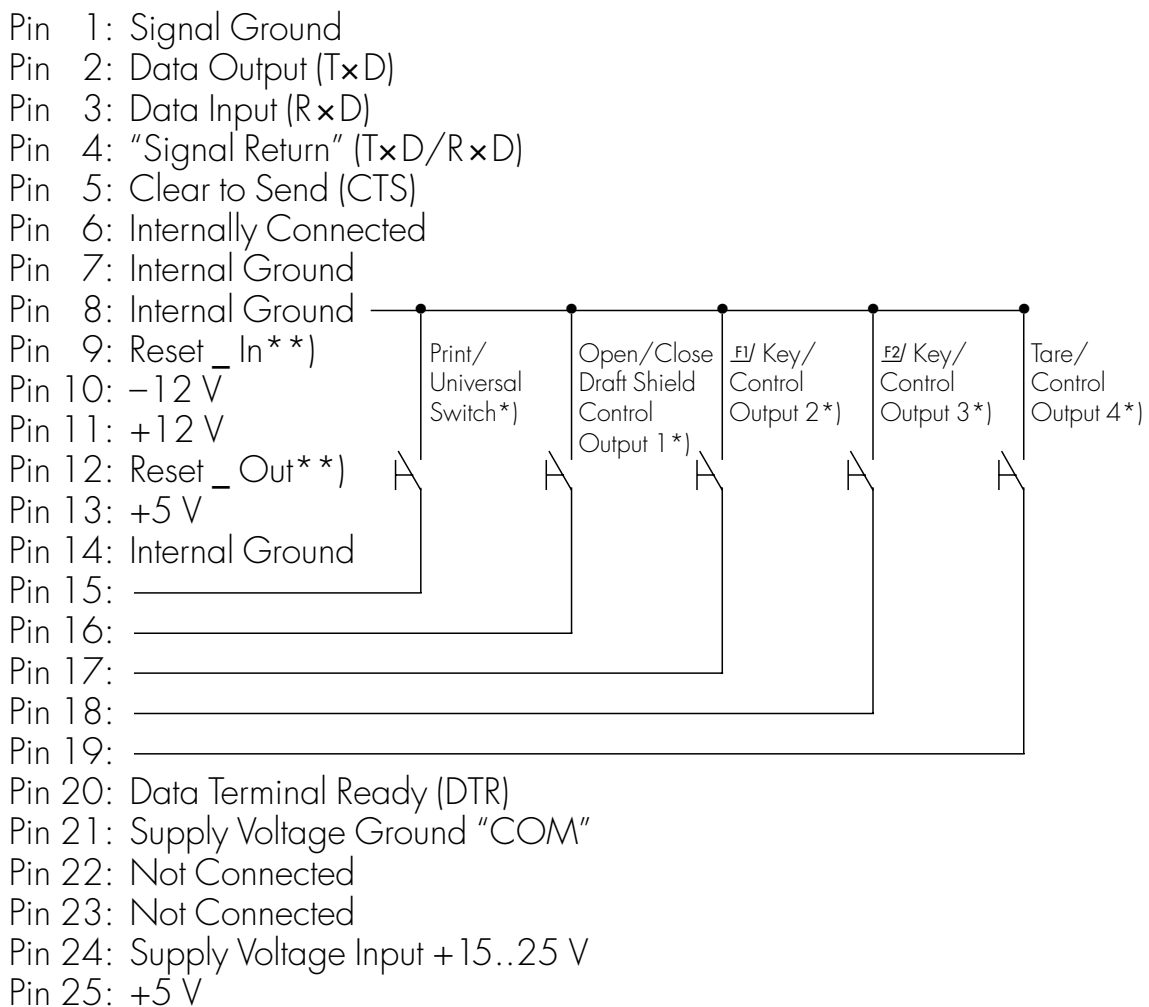 Pin 1: Signal Ground
Pin 2: Data Output (T×D)
Pin 3: Data Input (R×D)
Pin 4: “Signal Return” (T×D/R×D)
Pin 5: Clear to Send (CTS)
Pin 6: Internally Connected
Pin 7: Internal Ground
Pin 8: Internal Ground
Pin 9: Reset _ In**)
Pin 10: –12 V
Pin 11: +12 V
Pin 12: Reset _ Out**)
Pin 13: +5 V
Pin 14: Internal Ground
Pin 15:
Pin 16:
Pin 17:
Pin 18:
Pin 19:
Pin 20: Data Terminal Ready (DTR)
Pin 21: Supply Voltage Ground “COM”
Pin 22: Not Connected
Pin 23: Not Connected
Pin 24: Supply Voltage Input +15..25 V
Pin 25: +5 V
Print/
Universal
Switch*)
Open/Close
Draft Shield
Control
Output 1*)
F1/ Key/
Control
Output 2*)
F2/ Key/
Control
Output 3*)
Tare/
Control
Output 4*)